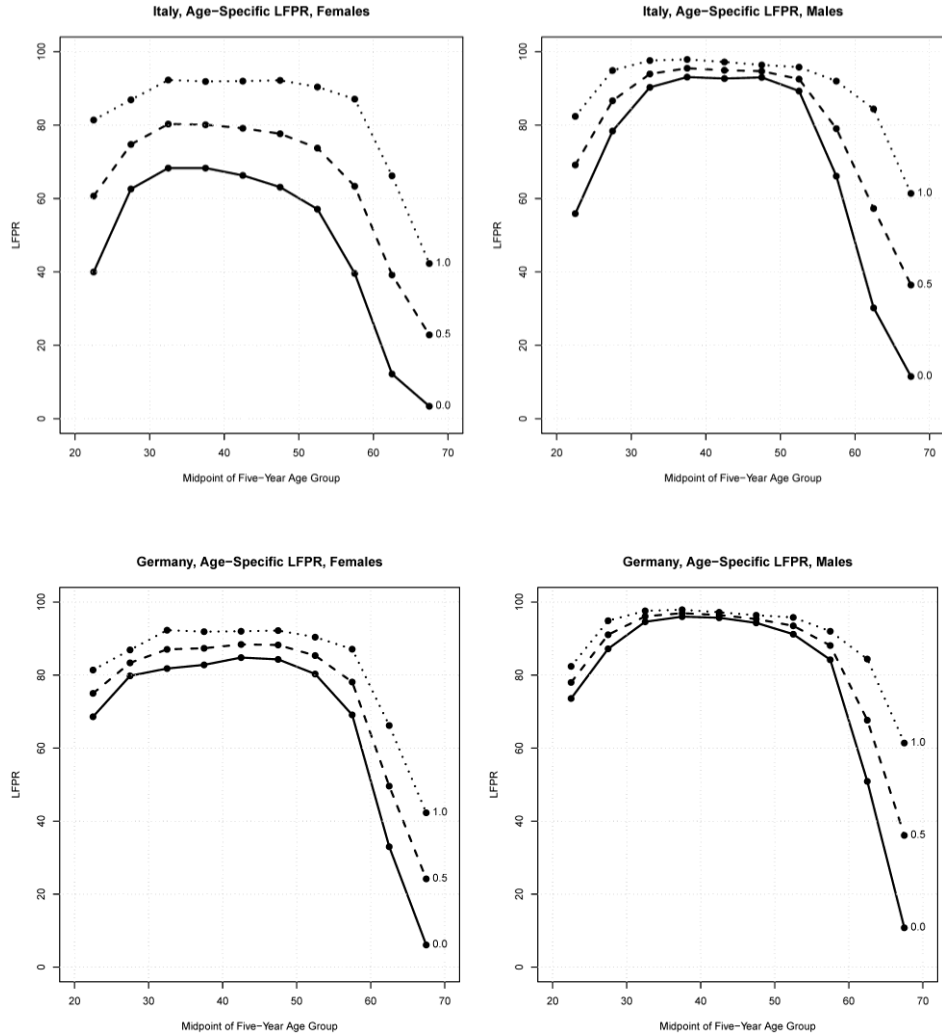 Italy, Age−Specific LFPR, Females
LFPR
100
80
60
40
20
0
1.0
0.5
0.0
20 30 40 50 60 70
Midpoint of Five−Year Age Group
Italy, Age−Specific LFPR, Males
LFPR
100
80
60
40
20
0
1.0
0.5
0.0
20 30 40 50 60 70
Midpoint of Five−Year Age Group
Germany, Age−Specific LFPR, Females
LFPR
100
80
60
40
20
0
1.0
0.5
0.0
20 30 40 50 60 70
Midpoint of Five−Year Age Group
Germany, Age−Specific LFPR, Males
LFPR
100
80
60
40
20
0
1.0
0.5
0.0
20 30 40 50 60 70
Midpoint of Five−Year Age Group